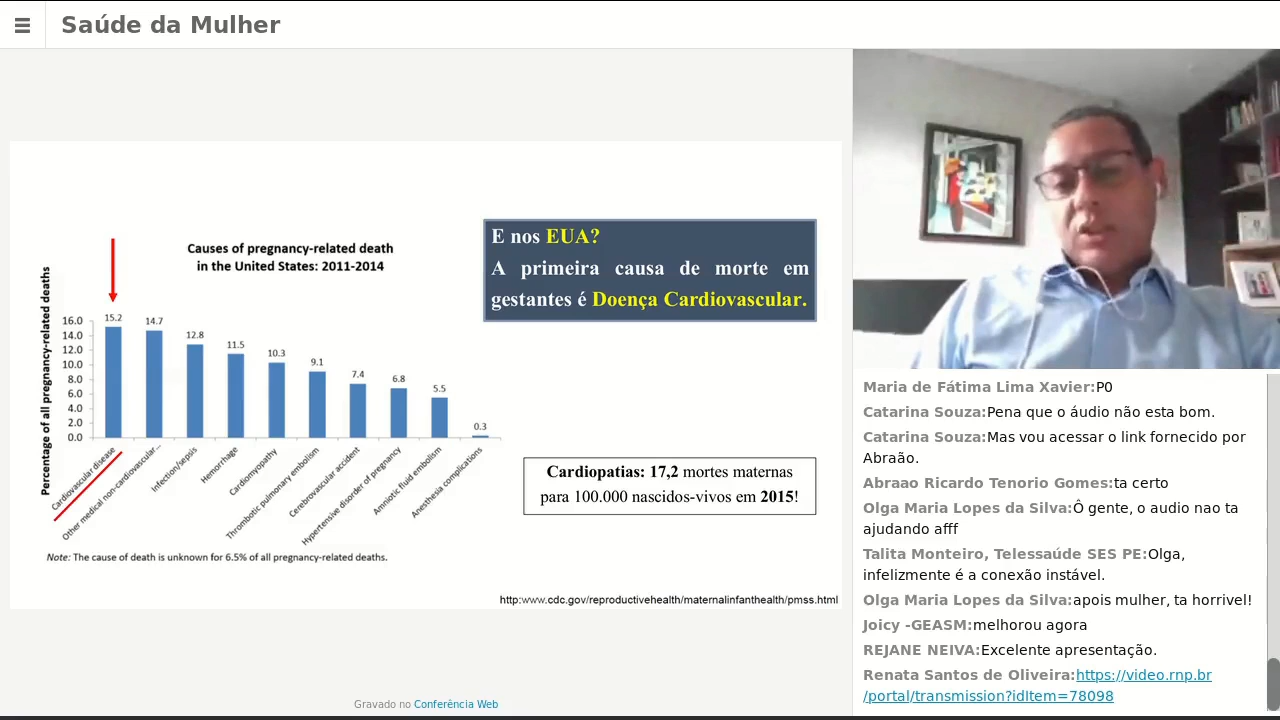 Saúde da Mulher
Causes of pregnancy-related death
in the United States: 2011-2014
Percentage of all pregnancy-related deaths
16.0
14.0
12.0
10.0
8.0
6.0
4.0
2.0
0.0
15.2
14.7
12.8
11.5
10.3
9.1
7.4
6.8
5.5
0.3
Cardiovascular disease
Other medical non-cardiovascular...
Infection/sepsis
Hemorrhage
Cardiomyopathy
Thrombotic pulmonary embolism
Cerebrovascular accident
Hypertensive disorder of pregnancy
Amniotic fluid embolism
Anesthesia complications
Note: The cause of death is unknown for 6.5% of all pregnancy-related deaths.
E nos EUA?
A primeira causa de morte em
gestantes é Doença Cardiovascular.
Cardiopatias: 17,2 mortes maternas
para 100.000 nascidos-vivos em 2015!
http:www.cdc.gov/reproductivehealth/maternalinfanthealth/pmss.html
Gravado no Conferência Web
Maria de Fátima Lima Xavier:P0
Catarina Souza:Pena que o áudio não esta bom.
Catarina Souza:Mas vou acessar o link fornecido por
Abraão.
Abraao Ricardo Tenorio Gomes:ta certo
Olga Maria Lopes da Silva:Ô gente, o audio nao ta
ajudando afff
Talita Monteiro, Telessaúde SES PE:Olga,
infelizmente é a conexão instável.
Olga Maria Lopes da Silva:apois mulher, ta horrivel!
Joicy -GEASM:melhorou agora
REJANE NEIVA:Excelente apresentação.
Renata Santos de Oliveira:https://video.rnp.br
/portal/transmission?idItem=78098